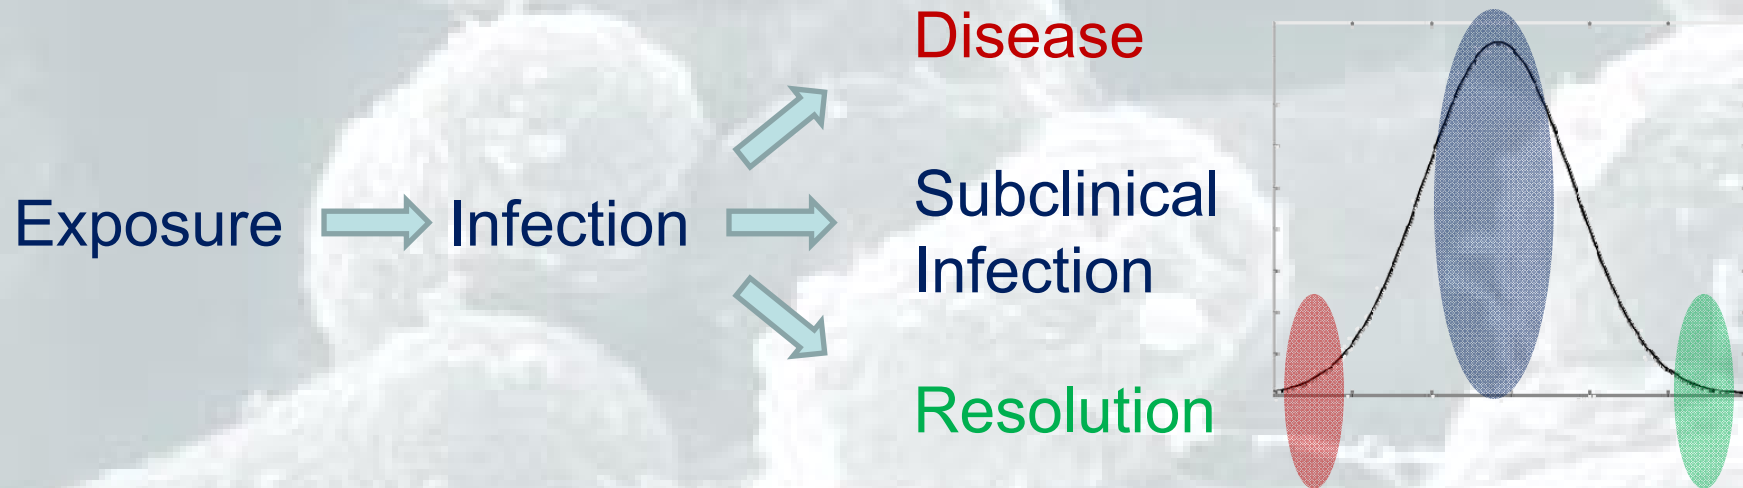 Exposure
Infection
Disease
Subclinical
Infection
Resolution